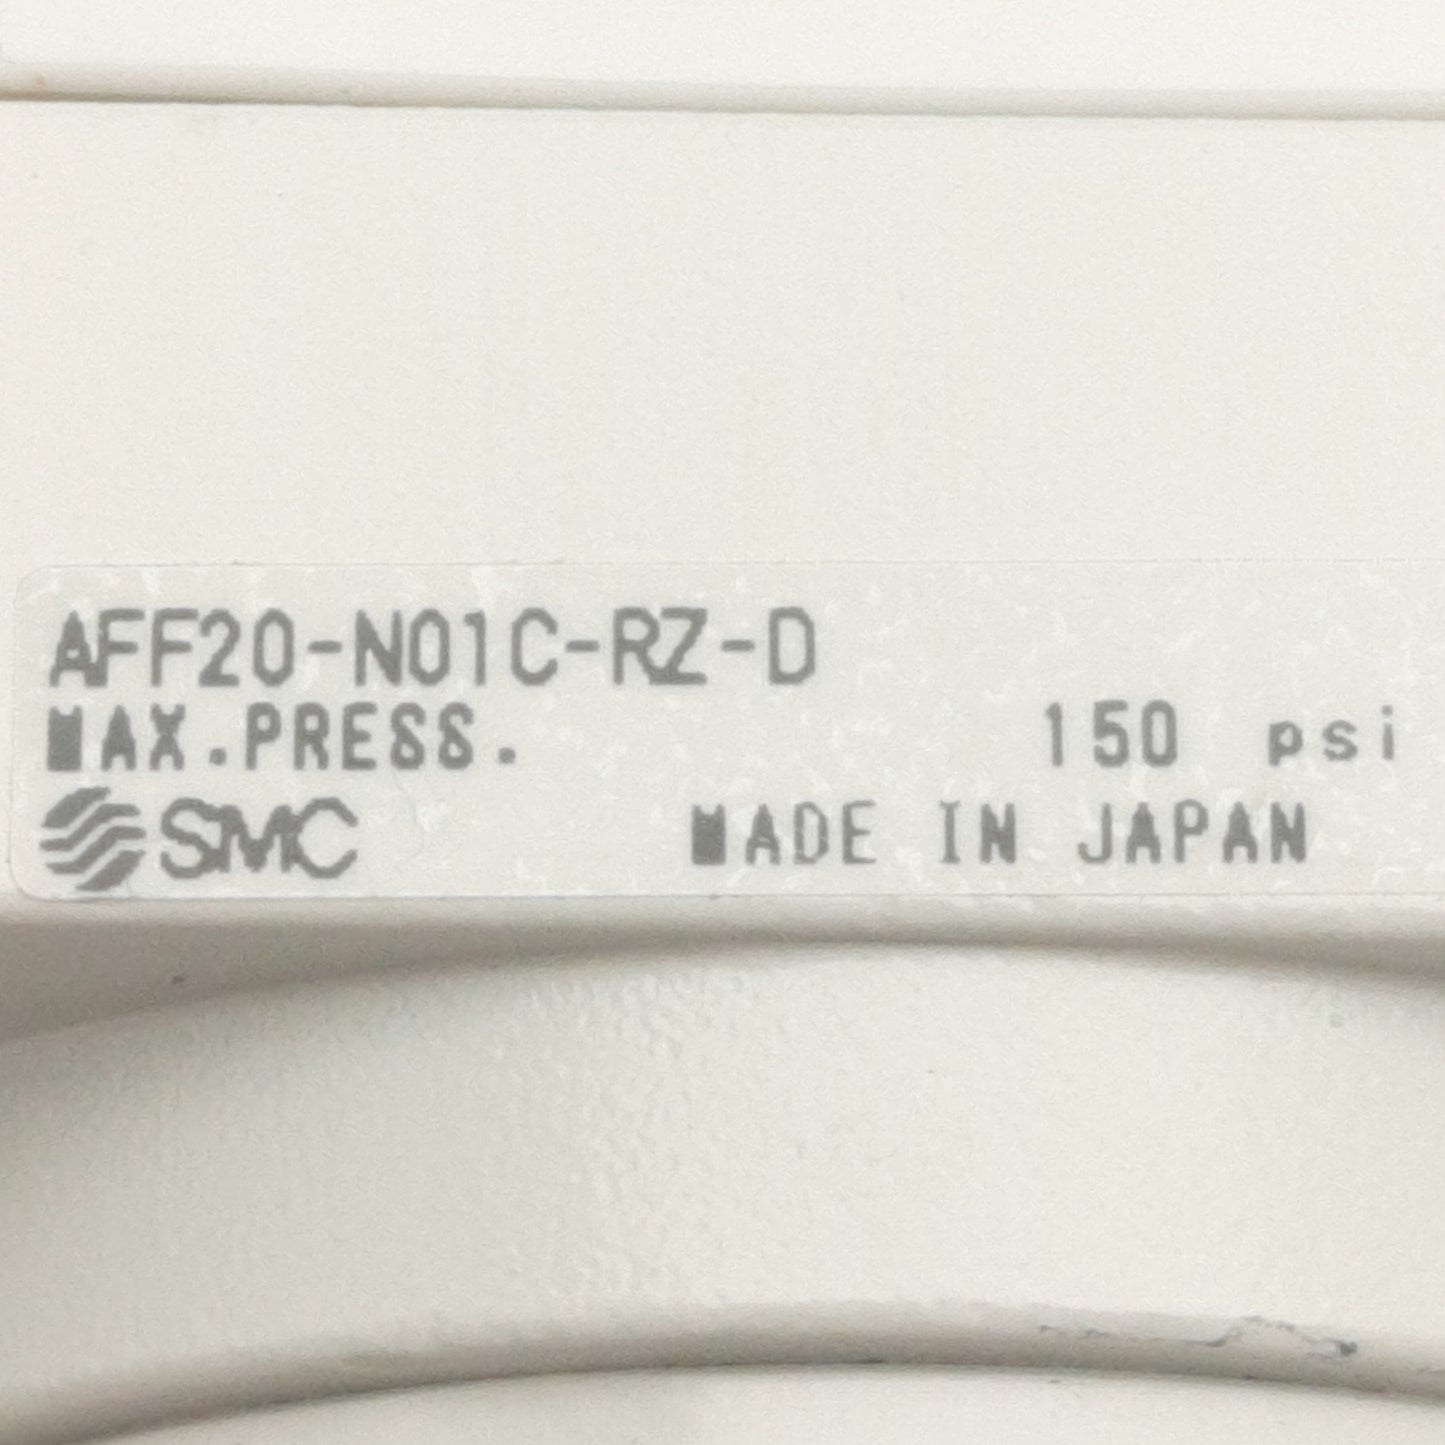 AFF20-N01C-RZ-D
MAX.PRESS. 150 psi
SMC MADE IN JAPAN